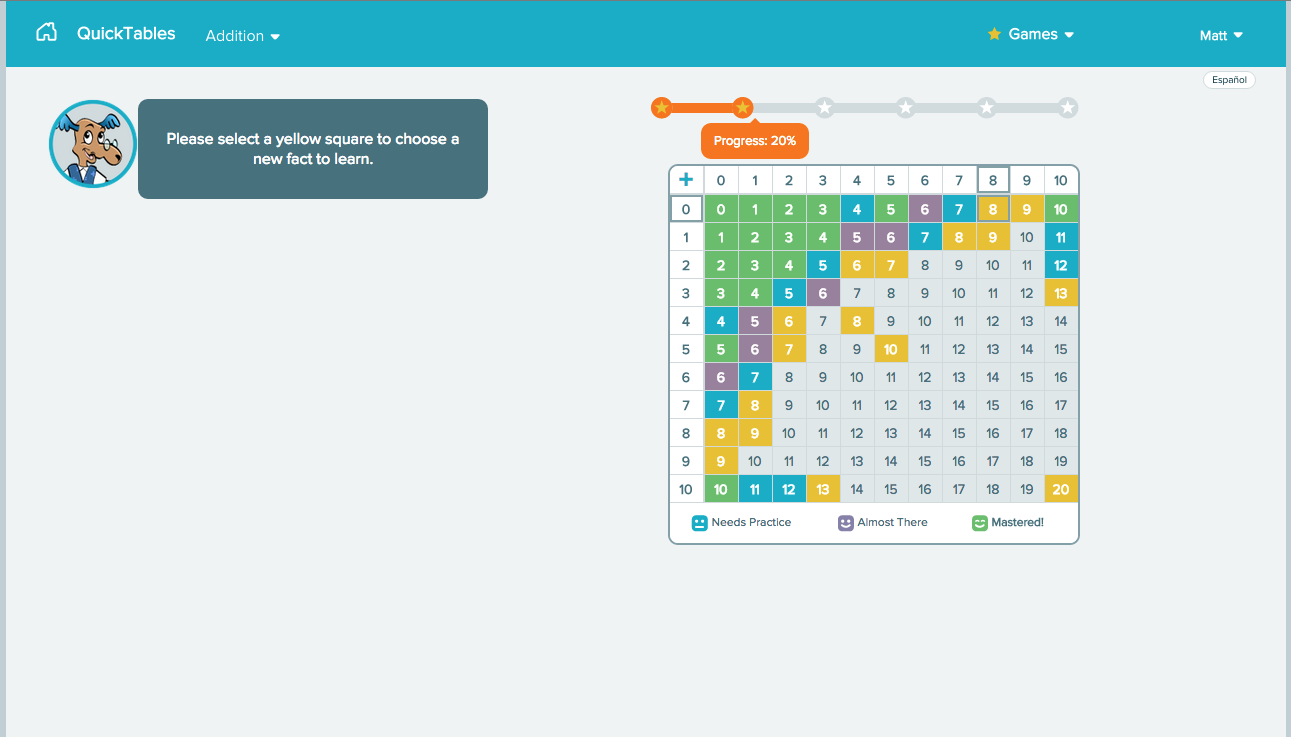 QuickTables Addition Games Matt
Español
Please select a yellow square to choose a
new fact to learn.
Progress: 20%
+ 0 1 2 3 4 5 6 7 8 9 10
0 0 1 2 3 4 5 6 7 8 9 10
1 1 2 3 4 5 6 7 8 9 10 11
2 2 3 4 5 6 7 8 9 10 11 12
3 3 4 5 6 7 8 9 10 11 12 13
4 4 5 6 7 8 9 10 11 12 13 14
5 5 6 7 8 9 10 11 12 13 14 15
6 6 7 8 9 10 11 12 13 14 15 16
7 7 8 9 10 11 12 13 14 15 16 17
8 8 9 10 11 12 13 14 15 16 17 18
9 9 10 11 12 13 14 15 16 17 18 19
10 10 11 12 13 14 15 16 17 18 19 20
Needs Practice Almost There Mastered!